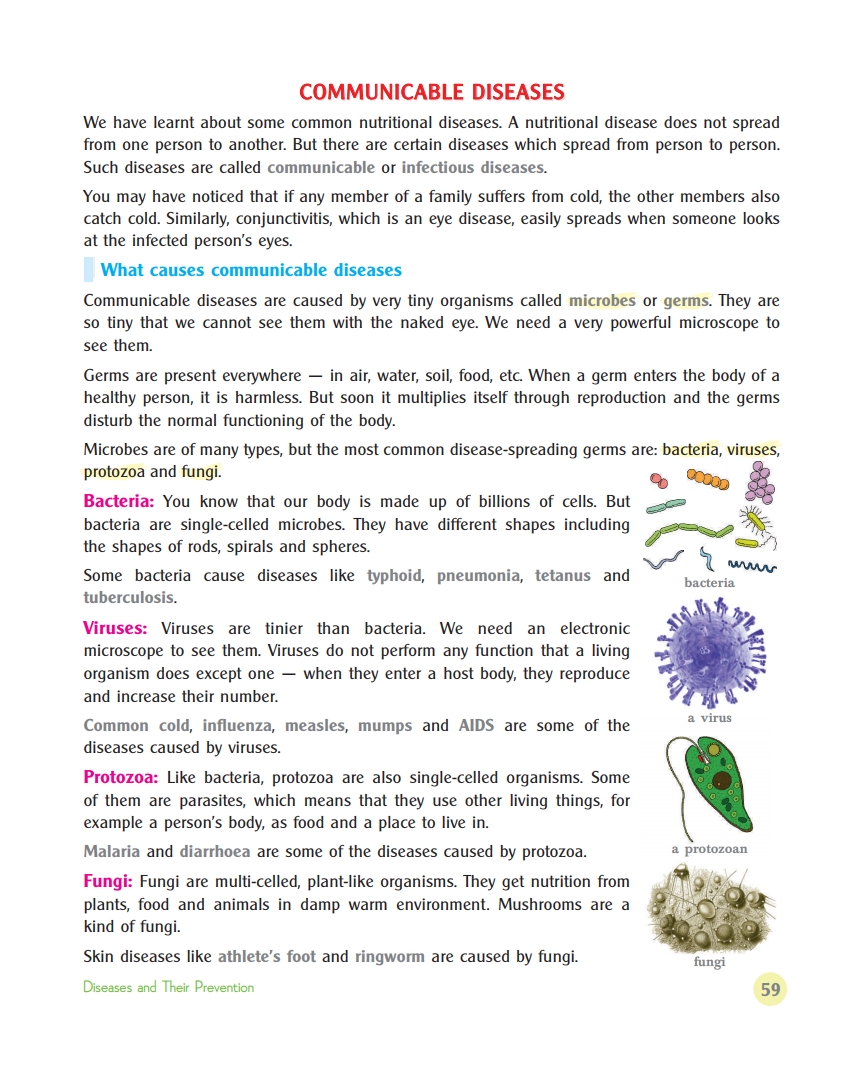 COMMUNICABLE DISEASES
We have learnt about some common nutritional diseases. A nutritional disease does not spread
from one person to another. But there are certain diseases which spread from person to person.
Such diseases are called communicable or infectious diseases.
You may have noticed that if any member of a family suffers from cold, the other members also
catch cold. Similarly, conjunctivitis, which is an eye disease, easily spreads when someone looks
at the infected person's eyes.
What causes communicable diseases
Communicable diseases are caused by very tiny organisms called microbes or germs. They are
so tiny that we cannot see them with the naked eye. We need a very powerful microscope to
see them.
Germs are present everywhere — in air, water, soil, food, etc. When a germ enters the body of a
healthy person, it is harmless. But soon it multiplies itself through reproduction and the germs
disturb the normal functioning of the body.
Microbes are of many types, but the most common disease-spreading germs are: bacteria, viruses,
protozoa and fungi.
Bacteria: You know that our body is made up of billions of cells. But
bacteria are single-celled microbes. They have different shapes including
the shapes of rods, spirals and spheres.
Some bacteria cause diseases like typhoid, pneumonia, tetanus and
tuberculosis.
bacteria
Viruses: Viruses are tinier than bacteria. We need an electronic
microscope to see them. Viruses do not perform any function that a living
organism does except one — when they enter a host body, they reproduce
and increase their number.
a virus
Common cold, influenza, measles, mumps and AIDS are some of the
diseases caused by viruses.
Protozoa: Like bacteria, protozoa are also single-celled organisms. Some
of them are parasites, which means that they use other living things, for
example a person's body, as food and a place to live in.
Malaria and diarrhoea are some of the diseases caused by protozoa.
a protozoan
Fungi: Fungi are multi-celled, plant-like organisms. They get nutrition from
plants, food and animals in damp warm environment. Mushrooms are a
kind of fungi.
Skin diseases like athlete's foot and ringworm are caused by fungi.
fungi
Diseases and Their Prevention
59